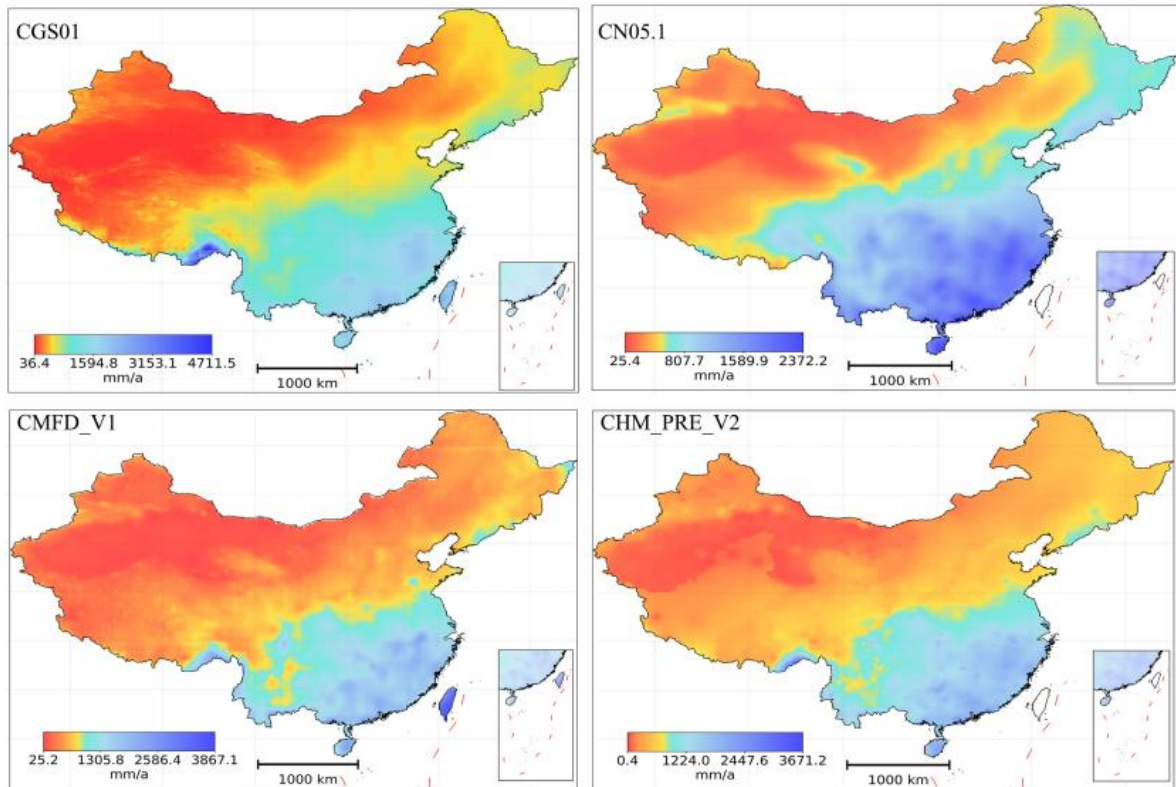 CGS01
36.4 1594.8 3153.1 4711.5
mm/a
1000 km
CN05.1
25.4 807.7 1589.9 2372.2
mm/a
1000 km
CMFD_V1
25.2 1305.8 2586.4 3867.1
mm/a
1000 km
CHM_PRE_V2
0.4 1224.0 2447.6 3671.2
mm/a
1000 km